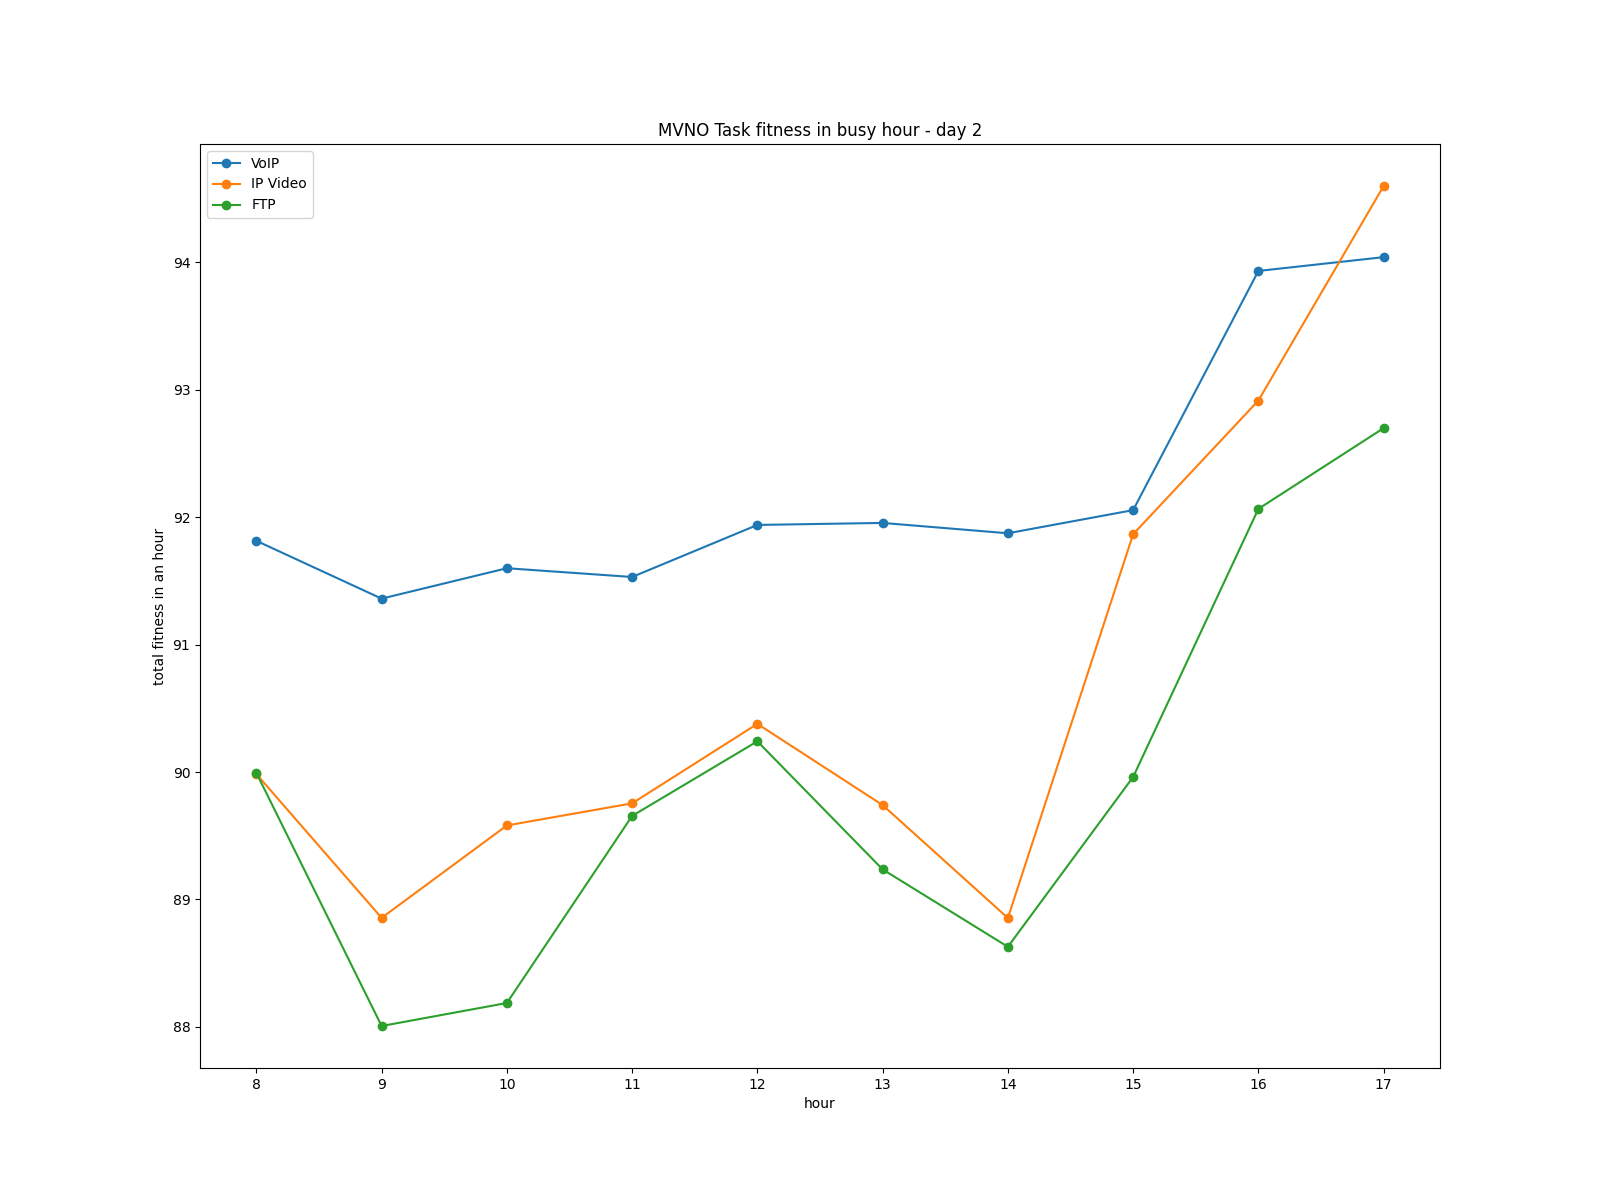 MVNO Task fitness in busy hour - day 2
VoIP
IP Video
FTP
94
93
92
91
90
89
88
total fitness in an hour
8 9 10 11 12 13 14 15 16 17
hour